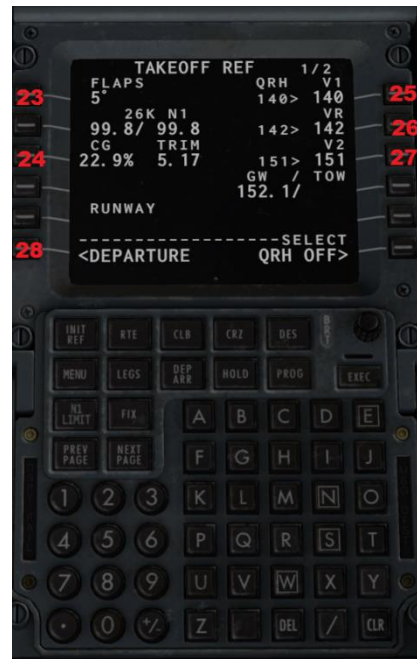 TAKEOFF REF 1/2
FLAPS QRH V1
23 5° 140> 140 25
26K N1 VR
99.8/ 99.8 142> 142 26
CG TRIM V2
24 22.9% 5.17 151> 151 27
GW / TOW
152.1/
RUNWAY
--------------------SELECT
28 <DEPARTURE QRH OFF>
BRT
INIT REF RTE CLB CRZ DES
MENU LEGS DEP ARR HOLD PROG EXEC
N1 LIMIT FIX A B C D E
PREV PAGE NEXT PAGE F G H I J
1 2 3 K L M N O
4 5 6 P Q R S T
7 8 9 U V W X Y
. 0 +/- Z DEL / CLR